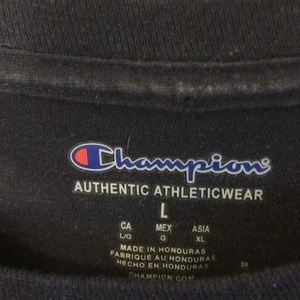 Champion
AUTHENTIC ATHLETICWEAR
L
CA MEX ASIA
L/G G XL
MADE IN HONDURAS
FABRIQUÉ AU HONDURAS
HECHO EN HONDURAS
CHAMPION.COM